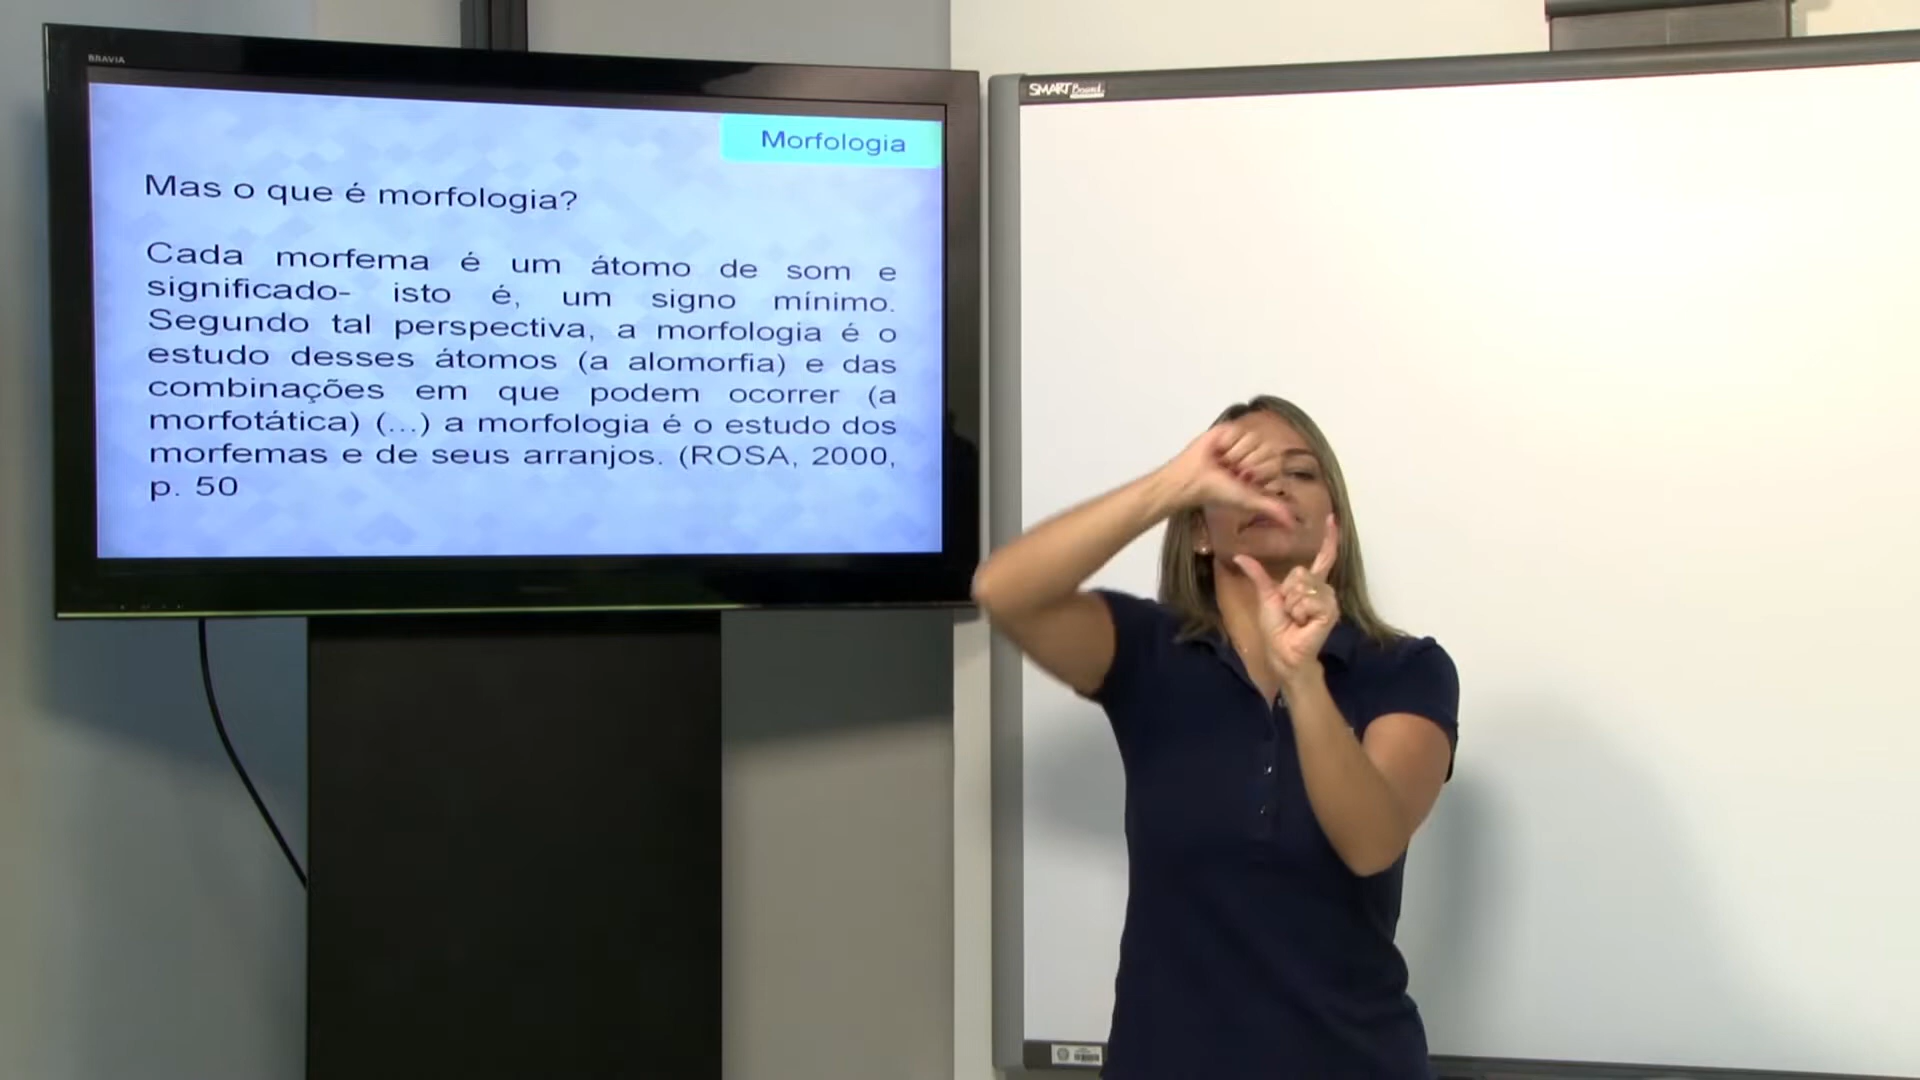 BRAVIA
SMART Board
Morfologia
Mas o que é morfologia?
Cada morfema é um átomo de som e
significado- isto é, um signo mínimo.
Segundo tal perspectiva, a morfologia é o
estudo desses átomos (a alomorfia) e das
combinações em que podem ocorrer (a
morfotática) (...) a morfologia é o estudo dos
morfemas e de seus arranjos. (ROSA, 2000,
p. 50